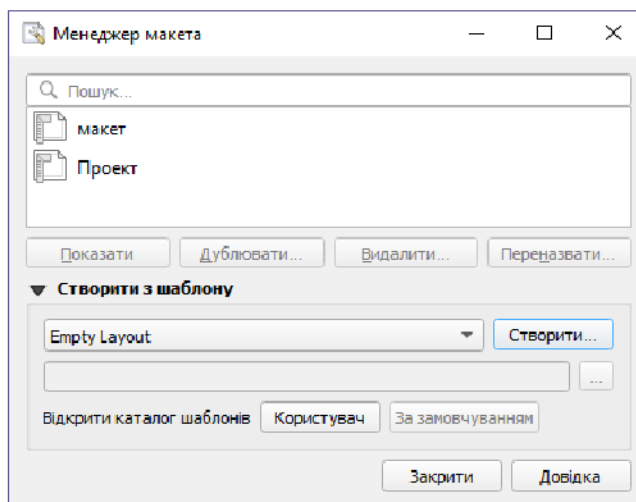 Менеджер макета
Пошук...
макет
Проект
Показати Дублювати... Видалити... Переназвати...
Створити з шаблону
Empty Layout Створити...
...
Відкрити каталог шаблонів Користувач За замовчуванням
Закрити Довідка